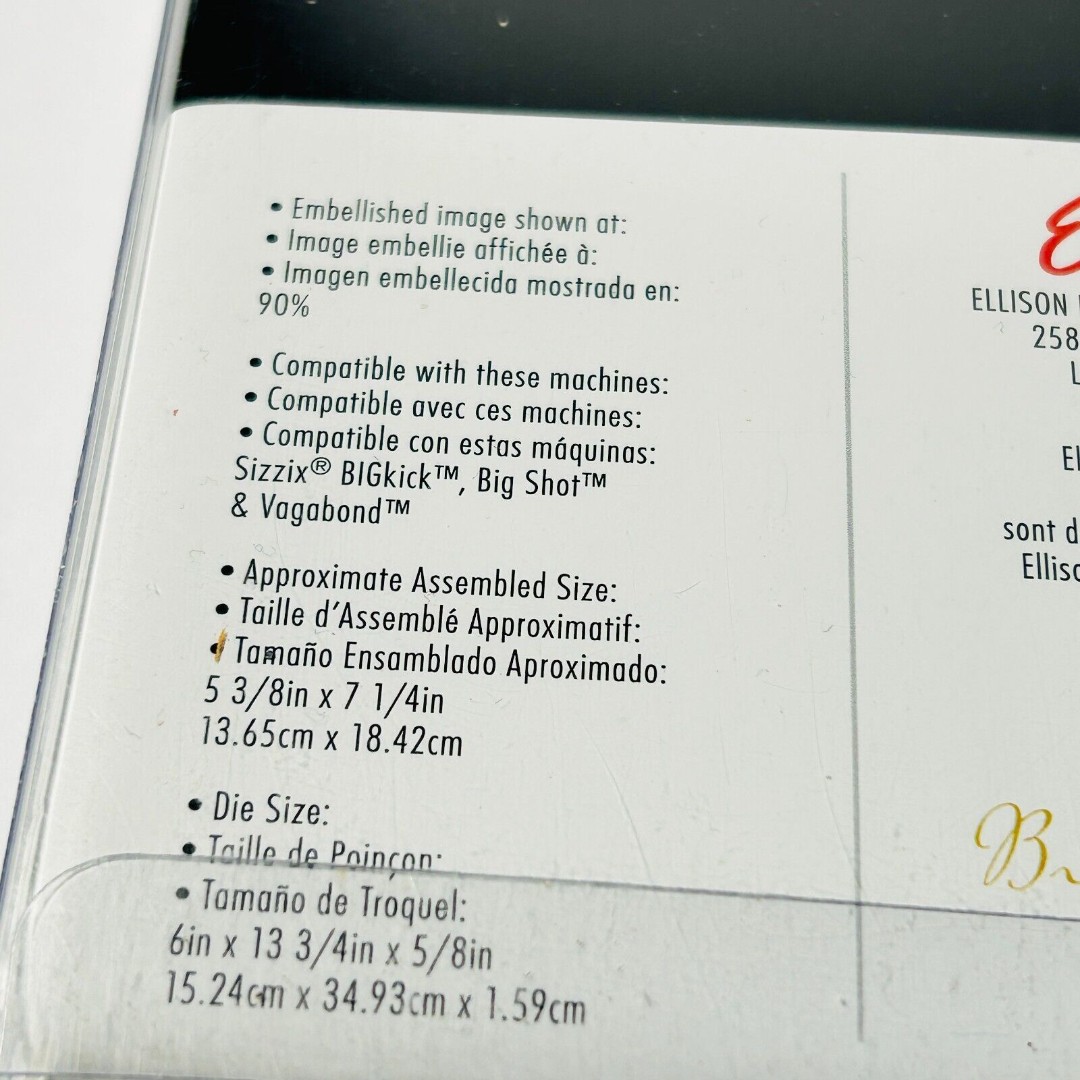 • Embellished image shown at:
• Image embellie affichée à:
• Imagen embellecida mostrada en:
90%
• Compatible with these machines:
• Compatible avec ces machines:
• Compatible con estas máquinas:
Sizzix® BIGkick™, Big Shot™
& Vagabond™
• Approximate Assembled Size:
• Taille d’Assemblé Approximatif:
• Tamaño Ensamblado Aproximado:
5 3/8in x 7 1/4in
13.65cm x 18.42cm
• Die Size:
• Taille de Poinçon:
• Tamaño de Troquel:
6in x 13 3/4in x 5/8in
15.24cm x 34.93cm x 1.59cm
ELLISON
258
sont d